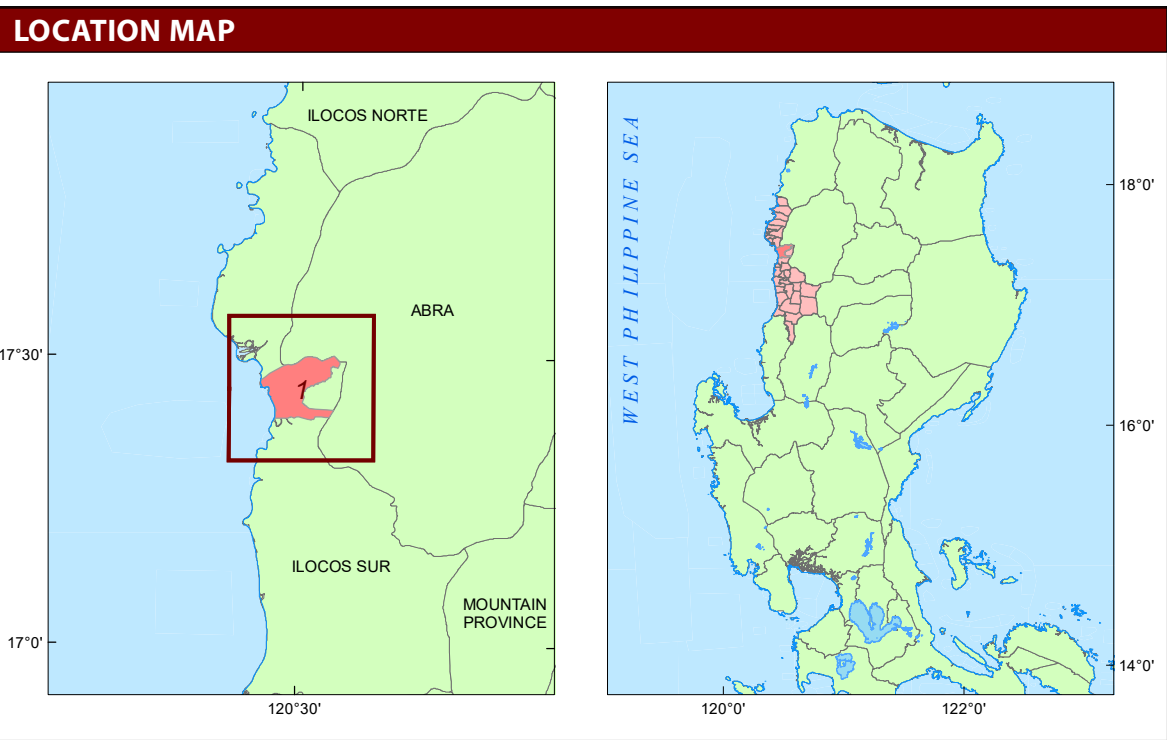 LOCATION MAP
ILOCOS NORTE
ABRA
17°30'
1
ILOCOS SUR
MOUNTAIN
PROVINCE
17°0'
120°30'
WEST PHILIPPINE SEA
18°0'
16°0'
14°0'
120°0'
122°0'